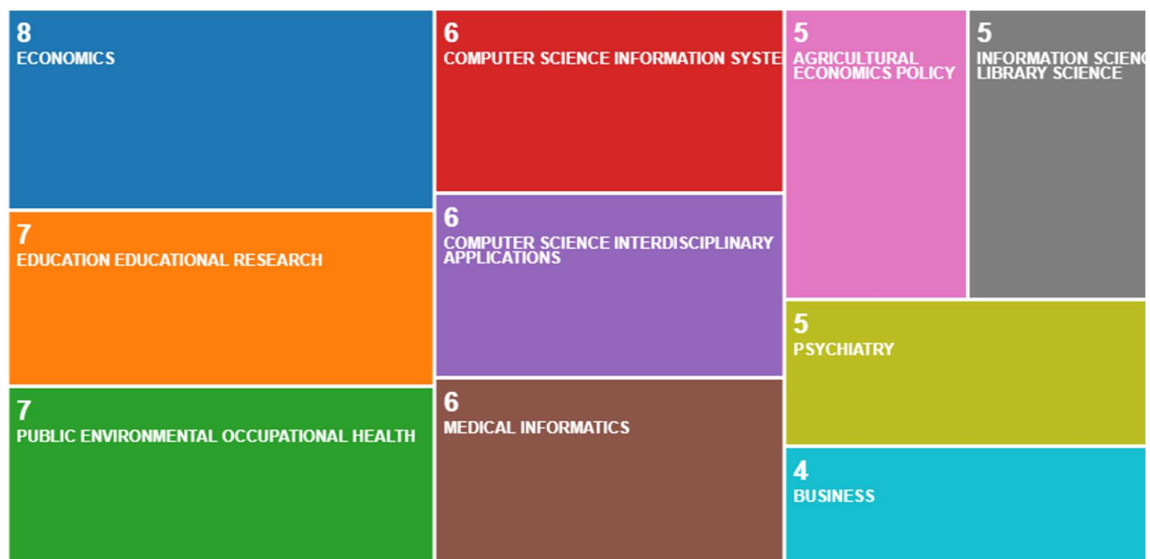 8
ECONOMICS
7
EDUCATION EDUCATIONAL RESEARCH
7
PUBLIC ENVIRONMENTAL OCCUPATIONAL HEALTH
6
COMPUTER SCIENCE INFORMATION SYSTE
6
COMPUTER SCIENCE INTERDISCIPLINARY
APPLICATIONS
6
MEDICAL INFORMATICS
5
AGRICULTURAL
ECONOMICS POLICY
5
INFORMATION SCIENC
LIBRARY SCIENCE
5
PSYCHIATRY
4
BUSINESS